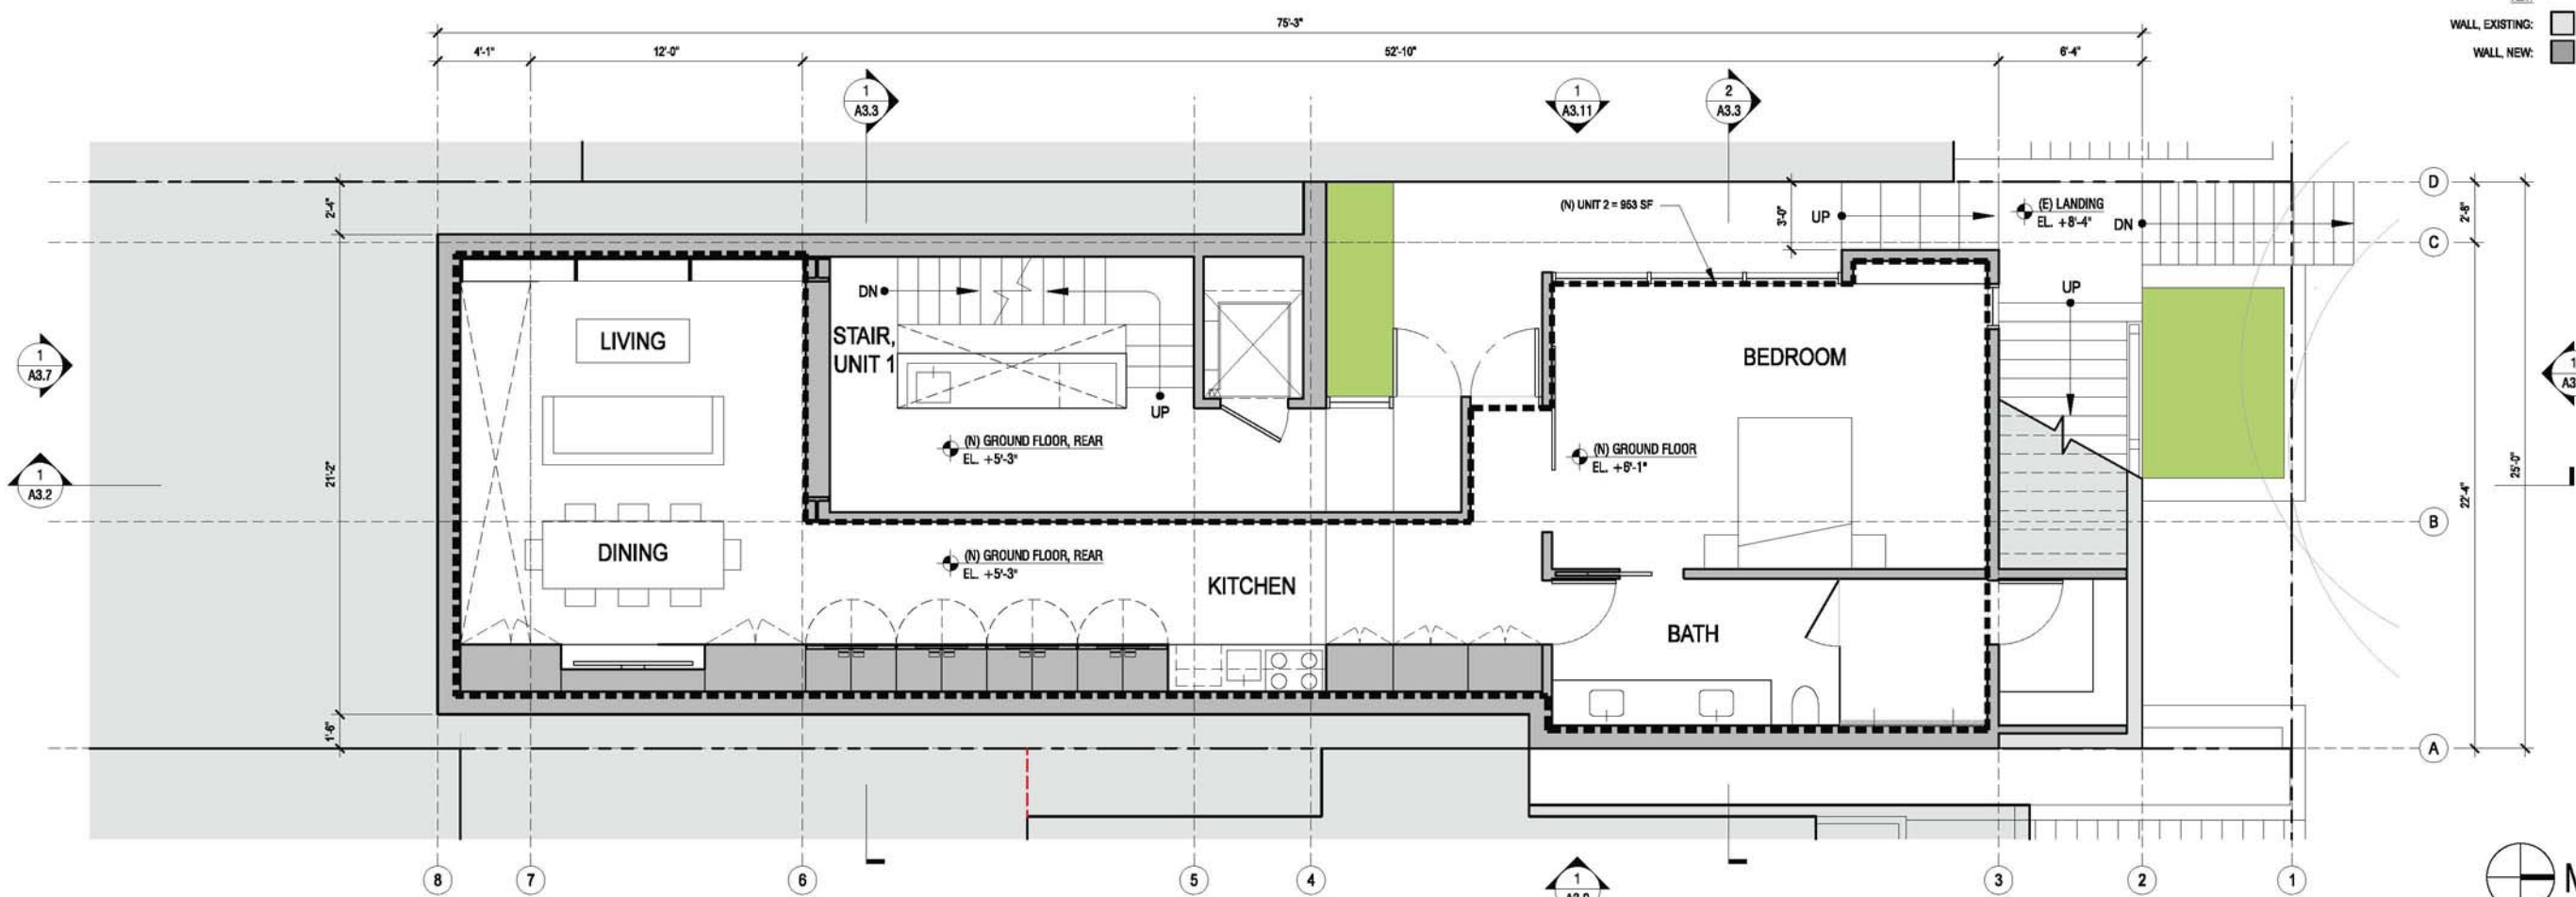 75'-3"
4'-1"
12'-0"
52'-10"
6'-4"
WALL, EXISTING:
WALL, NEW:
1
A3.3
1
A3.11
2
A3.3
2'-4"
(N) UNIT 2 = 953 SF
3'-0"
UP
(E) LANDING
EL. +8'-4"
DN
D
2'-8"
C
DN
UP
STAIR,
UNIT 1
LIVING
BEDROOM
1
A3.7
1
UP
(N) GROUND FLOOR, REAR
EL. +5'-3"
(N) GROUND FLOOR
EL. +6'-1"
1
A3.2
21'-2"
25'-0"
22'-4"
B
DINING
(N) GROUND FLOOR, REAR
EL. +5'-3"
KITCHEN
BATH
1'-6"
A
8
7
6
5
4
1
3
2
1